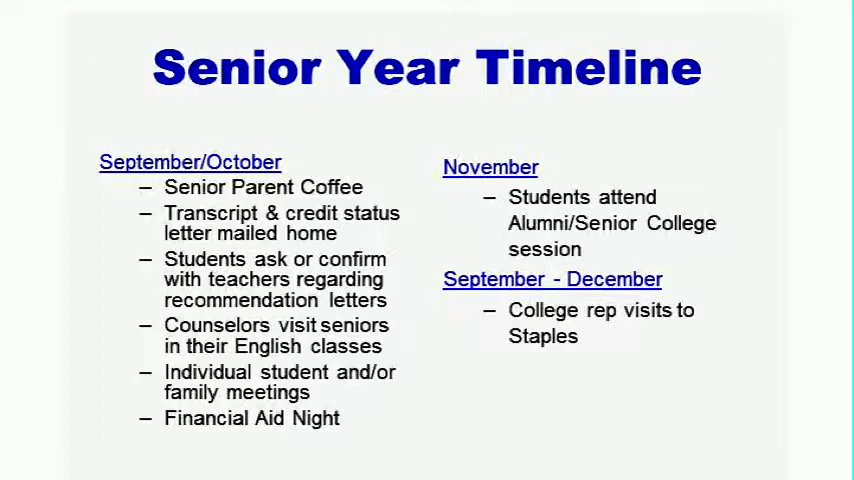 Senior Year Timeline
September/October
– Senior Parent Coffee
– Transcript & credit status
letter mailed home
– Students ask or confirm
with teachers regarding
recommendation letters
– Counselors visit seniors
in their English classes
– Individual student and/or
family meetings
– Financial Aid Night
November
– Students attend
Alumni/Senior College
session
September - December
– College rep visits to
Staples